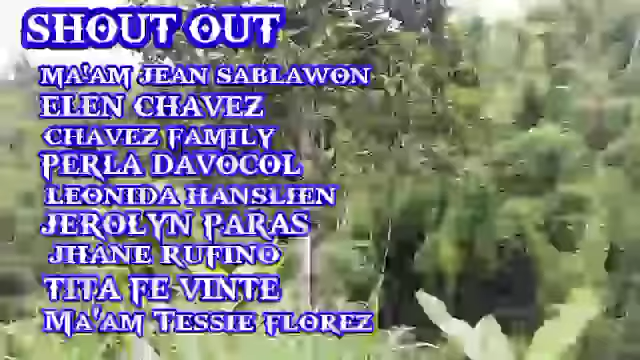 SHOUT OUT
MA'AM JEAN SABLAWON
ELEN CHAVEZ
CHAVEZ FAMILY
PERLA DAVOCOL
LEONIDA HANSLIEN
JEROLYN PARAS
JHANE RUFINO
TITA FE VINTE
MA'AM TESSIE FLOREZ